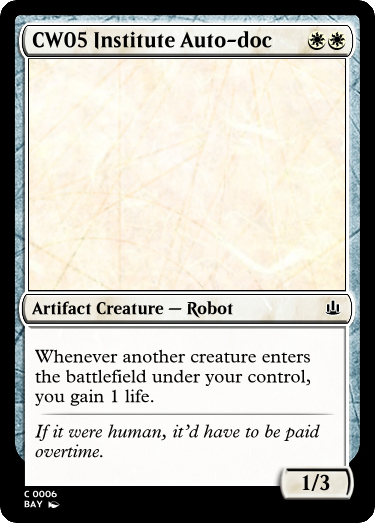 CW05 Institute Auto-doc
Artifact Creature — Robot
Whenever another creature enters
the battlefield under your control,
you gain 1 life.
If it were human, it'd have to be paid
overtime.
1/3
C 0006
BAY